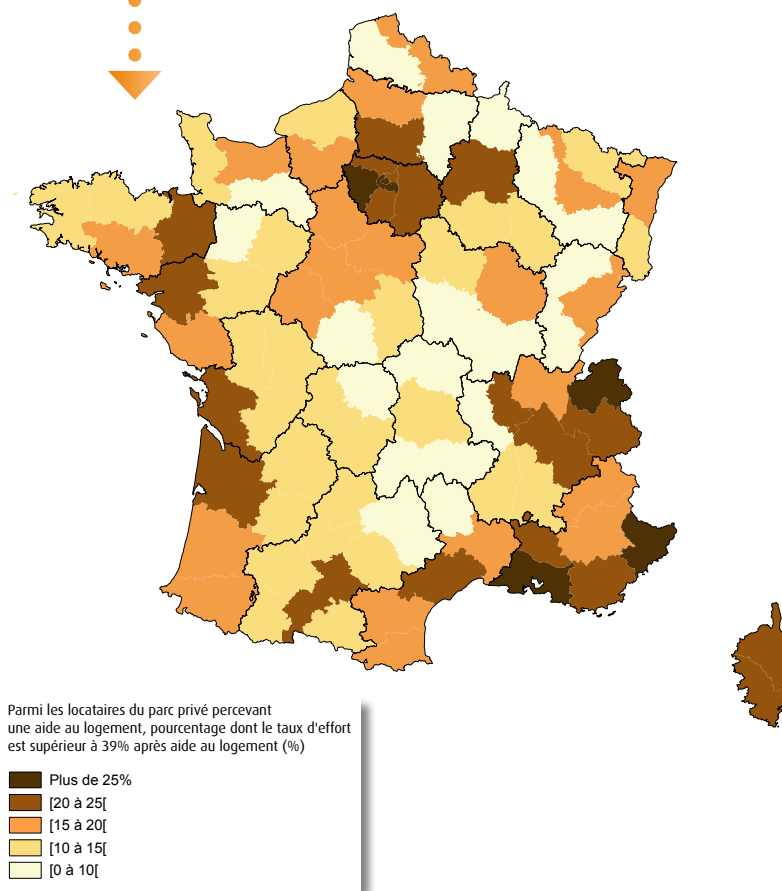 Parmi les locataires du parc privé percevant
une aide au logement, pourcentage dont le taux d'effort
est supérieur à 39% après aide au logement (%)
Plus de 25%
[20 à 25[
[15 à 20[
[10 à 15[
[0 à 10[